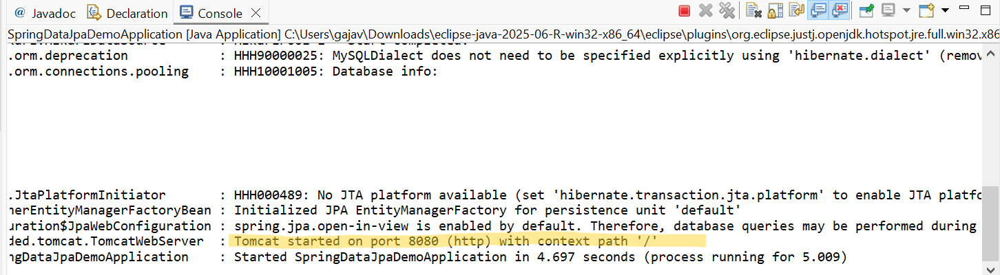 @ Javadoc Declaration Console
SpringDataJpaDemoApplication [Java Application] C:\Users\gajav\Downloads\eclipse-java-2025-06-R-win32-x86_64\eclipse\plugins\org.eclipse.justj.openjdk.hotspot.jre.full.win32.x86
.orm.deprecation : HHH90000025: MySQLDialect does not need to be specified explicitly using 'hibernate.dialect' (remov
.orm.connections.pooling : HHH10001005: Database info:
.JtaPlatformInitiator : HHH000489: No JTA platform available (set 'hibernate.transaction.jta.platform' to enable JTA platfo
nerEntityManagerFactoryBean : Initialized JPA EntityManagerFactory for persistence unit 'default'
uration$JpaWebConfiguration : spring.jpa.open-in-view is enabled by default. Therefore, database queries may be performed during
ded.tomcat.TomcatWebServer : Tomcat started on port 8080 (http) with context path '/'
ngDataJpaDemoApplication : Started SpringDataJpaDemoApplication in 4.697 seconds (process running for 5.009)